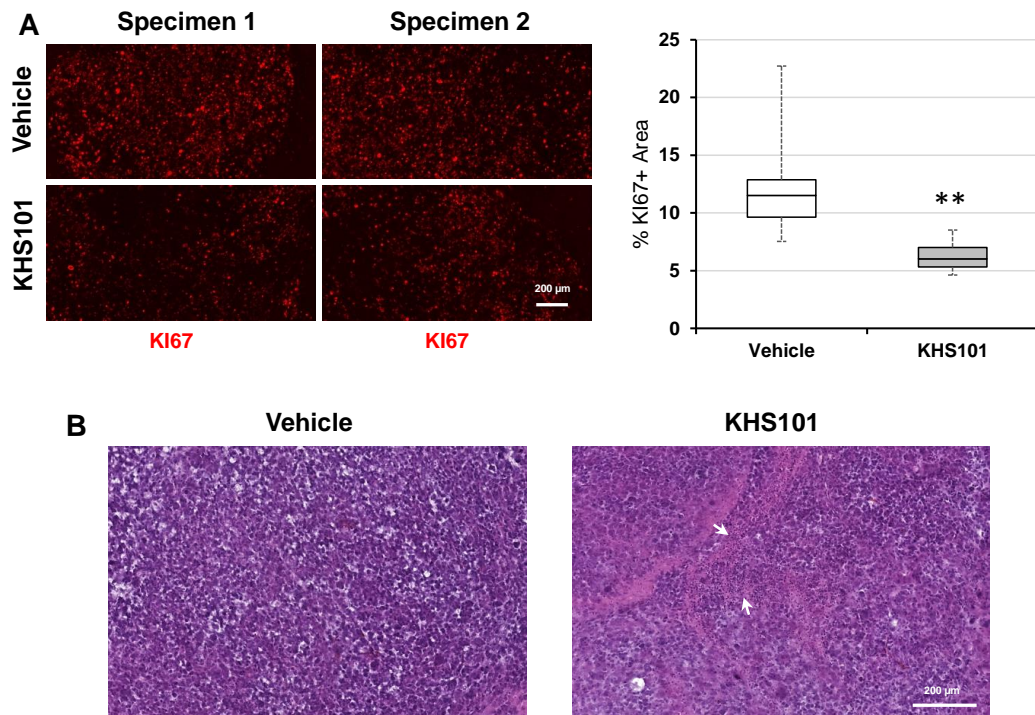 A
Specimen 1
Specimen 2
Vehicle
KHS101
200 µm
KI67
KI67
25
20
15
10
5
0
% KI67+ Area
**
Vehicle
KHS101
B
Vehicle
KHS101
200 µm